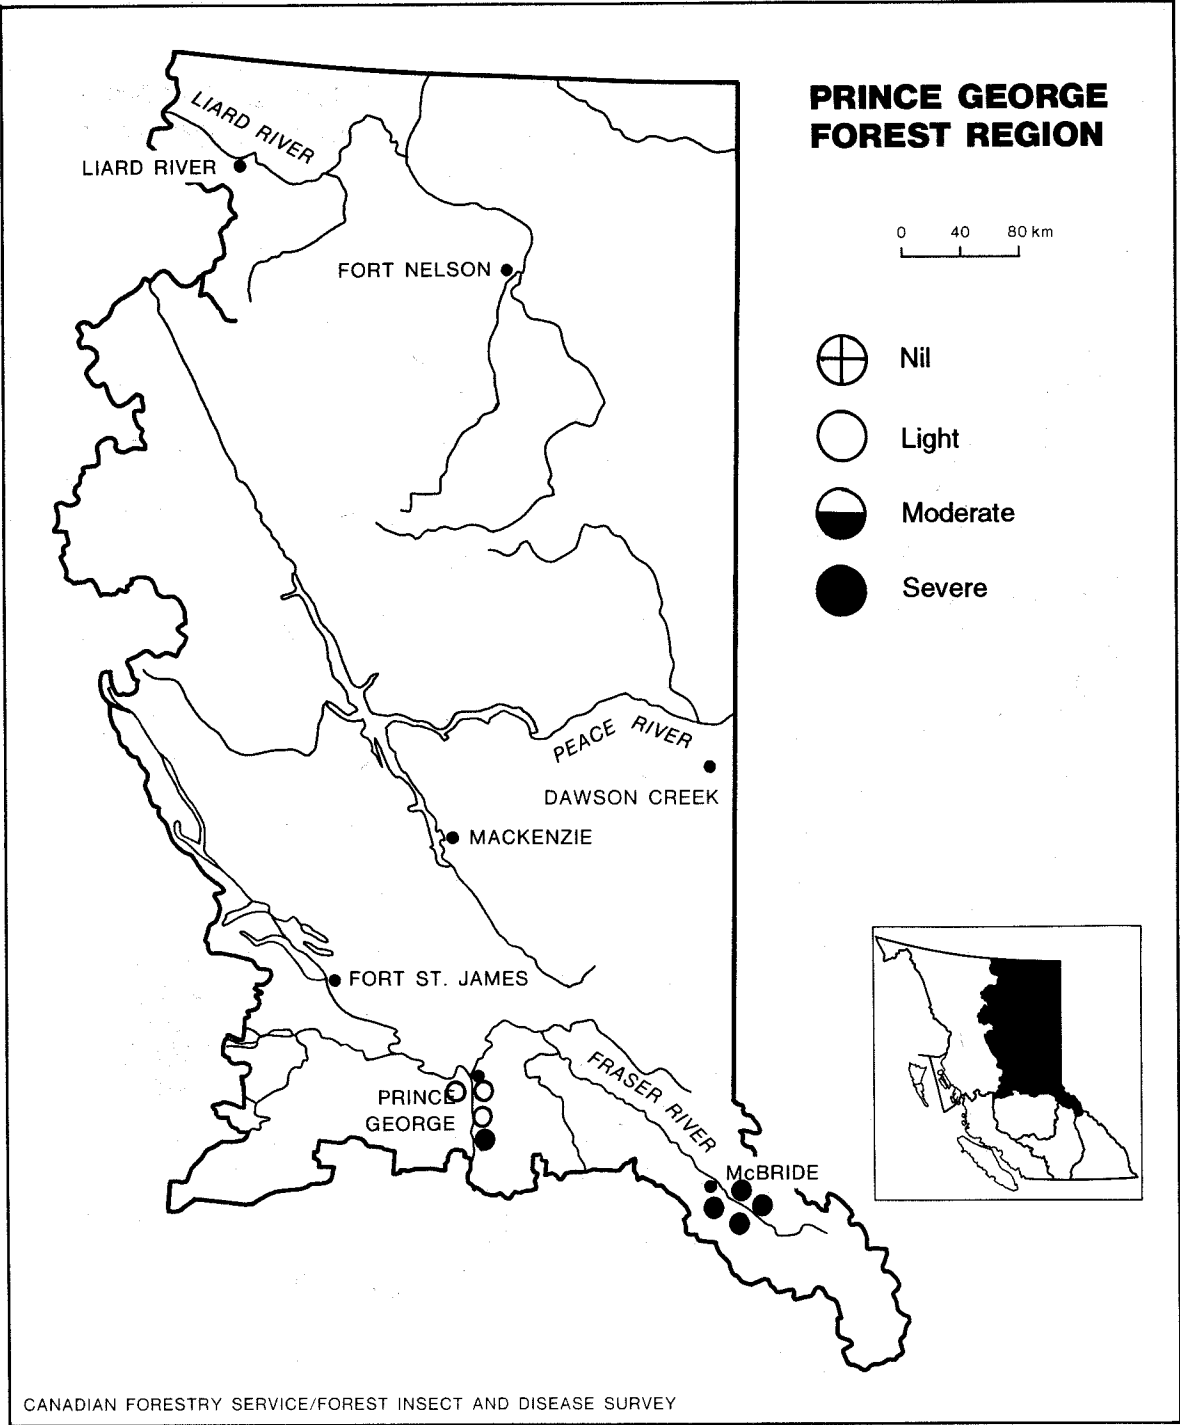 PRINCE GEORGE
FOREST REGION
LIARD RIVER
LIARD RIVER
0 40 80 km
FORT NELSON
Nil
Light
Moderate
Severe
PEACE RIVER
DAWSON CREEK
MACKENZIE
FORT ST. JAMES
FRASER RIVER
PRINCE
GEORGE
McBRIDE
CANADIAN FORESTRY SERVICE/FOREST INSECT AND DISEASE SURVEY